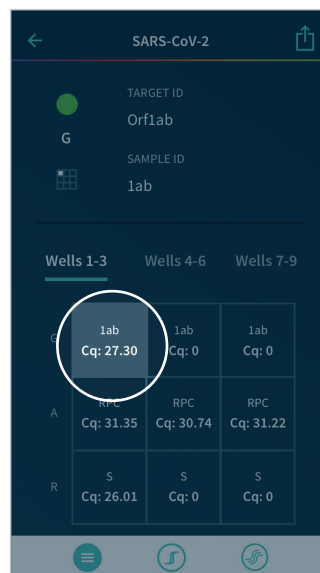 SARS-CoV-2
TARGET ID
Orf1ab
G
SAMPLE ID
1ab
Wells 1-3 Wells 4-6 Wells 7-9
G 1ab 1ab 1ab
Cq: 27.30 Cq: 0 Cq: 0
A RPC RPC RPC
Cq: 31.35 Cq: 30.74 Cq: 31.22
R S S S
Cq: 26.01 Cq: 0 Cq: 0